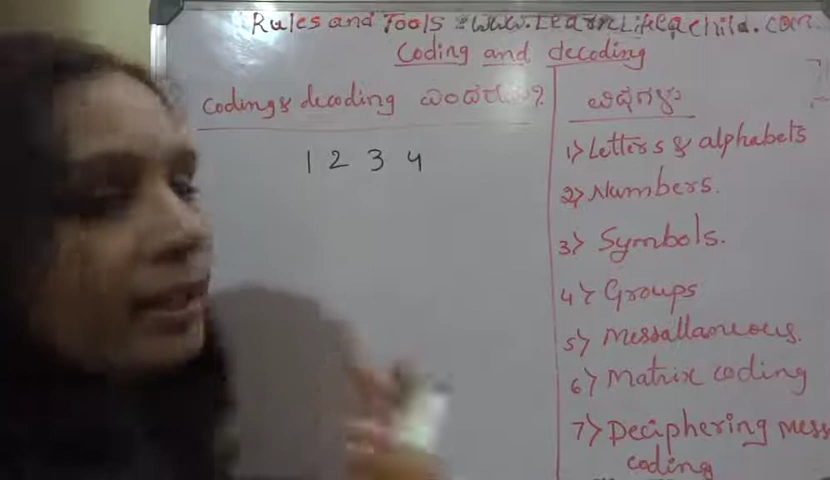 Rules and Tools : www.LearnLikeachild.com
Coding and decoding
Coding & decoding ಎಂದರೇನು?
ವಿಧಗಳು
1) Letters & alphabets
2) Numbers.
3) Symbols.
4) Groups
5) Messallaneous.
6) Matrix coding
7) Deciphering mess
coding
1 2 3 4